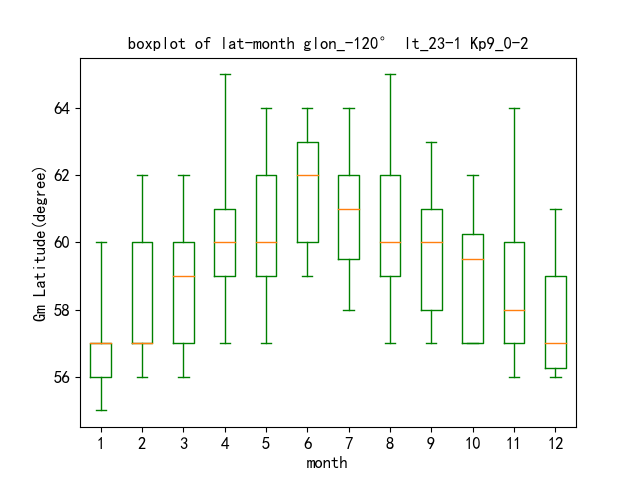 boxplot of lat-month glon_-120° lt_23-1 Kp9_0-2
64
62
60
58
56
Gm Latitude(degree)
1 2 3 4 5 6 7 8 9 10 11 12
month